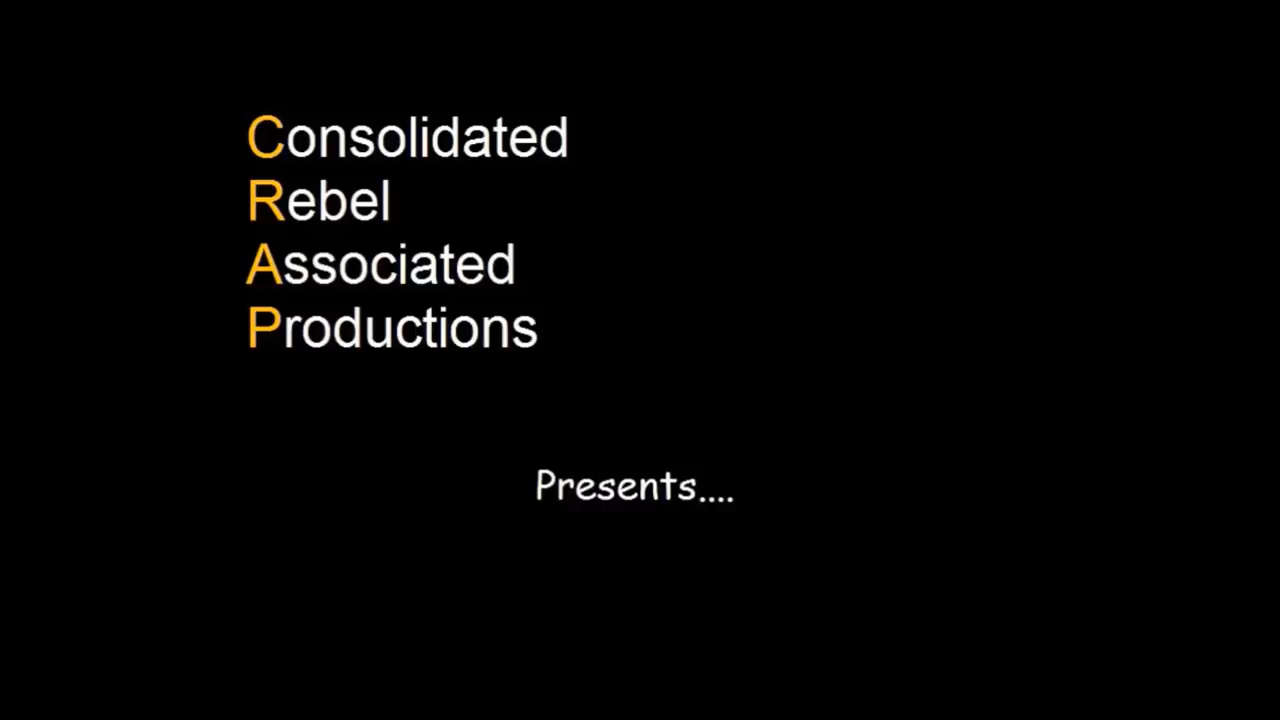 Consolidated
Rebel
Associated
Productions
Presents....